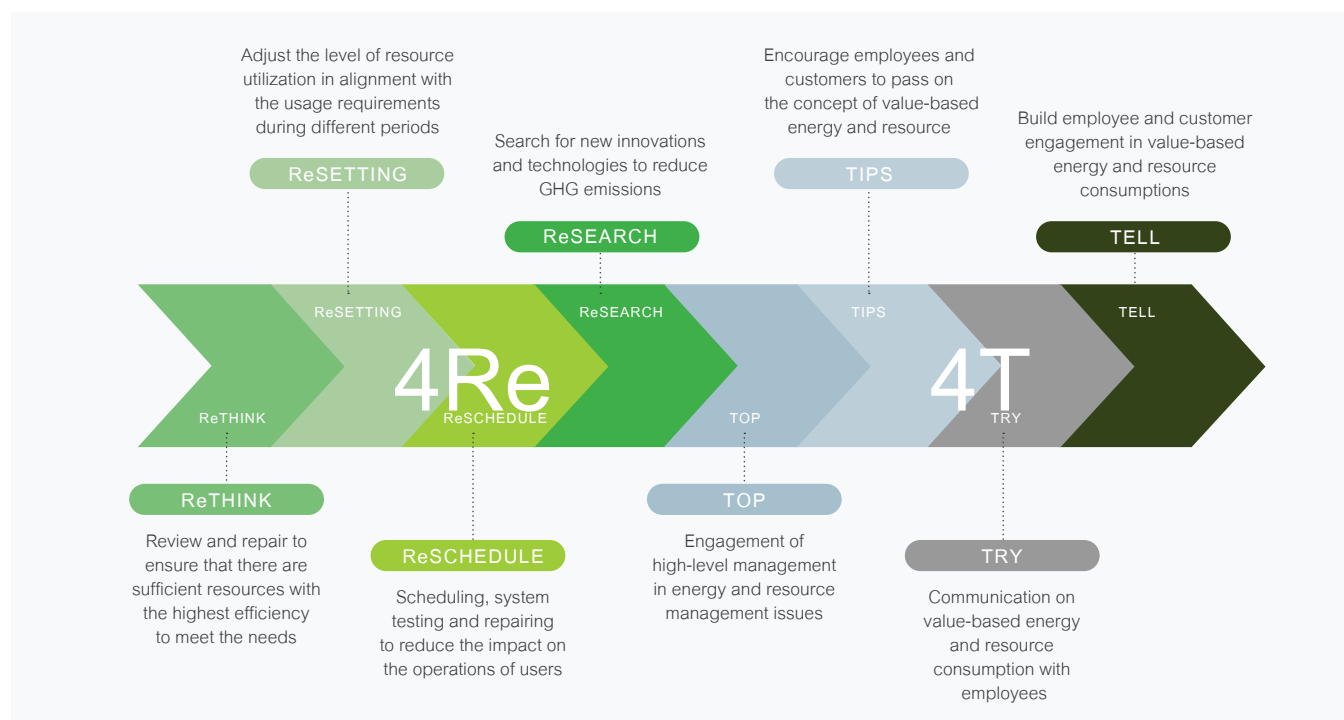 Adjust the level of resource
utilization in alignment with
the usage requirements
during different periods
ReSETTING
Search for new innovations
and technologies to reduce
GHG emissions
ReSEARCH
Encourage employees and
customers to pass on
the concept of value-based
energy and resource
TIPS
Build employee and customer
engagement in value-based
energy and resource
consumptions
TELL
ReSETTING
ReSEARCH
TIPS
TELL
4Re
4T
ReTHINK
ReSCHEDULE
TOP
TRY
ReTHINK
Review and repair to
ensure that there are
sufficient resources with
the highest efficiency
to meet the needs
ReSCHEDULE
Scheduling, system
testing and repairing
to reduce the impact on
the operations of users
TOP
Engagement of
high-level management
in energy and resource
management issues
TRY
Communication on
value-based energy
and resource
consumption with
employees